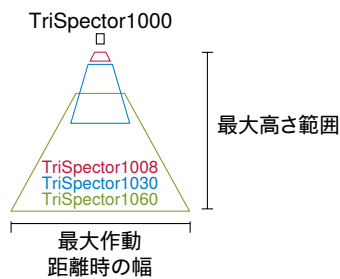 TriSpector1000
最大高さ範囲
TriSpector1008
TriSpector1030
TriSpector1060
最大作動
距離時の幅